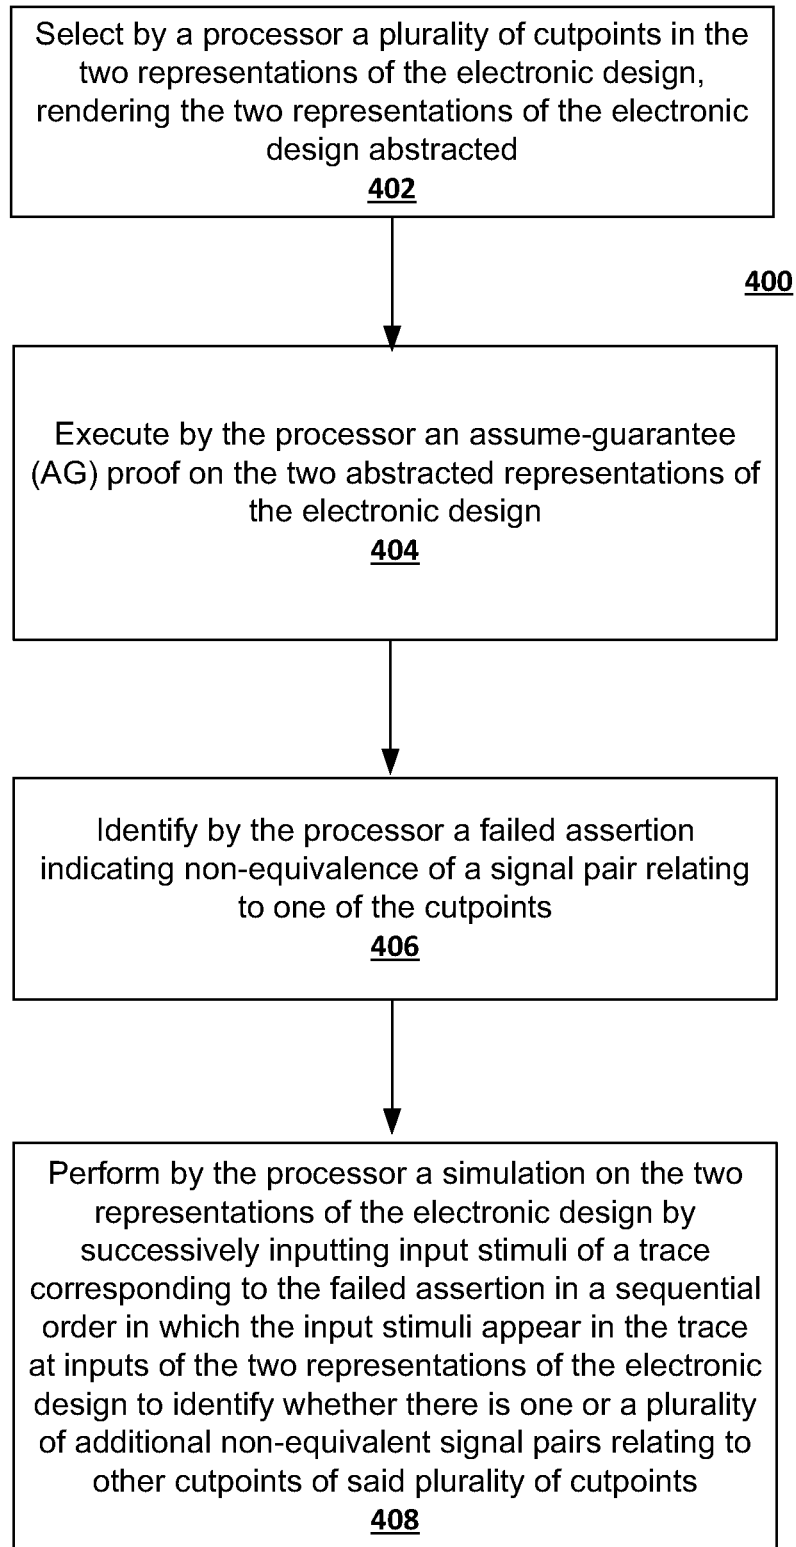 Select by a processor a plurality of cutpoints in the
two representations of the electronic design,
rendering the two representations of the electronic
design abstracted
402
400
Execute by the processor an assume-guarantee
(AG) proof on the two abstracted representations of
the electronic design
404
Identify by the processor a failed assertion
indicating non-equivalence of a signal pair relating
to one of the cutpoints
406
Perform by the processor a simulation on the two
representations of the electronic design by
successively inputting input stimuli of a trace
corresponding to the failed assertion in a sequential
order in which the input stimuli appear in the trace
at inputs of the two representations of the electronic
design to identify whether there is one or a plurality
of additional non-equivalent signal pairs relating to
other cutpoints of said plurality of cutpoints
408